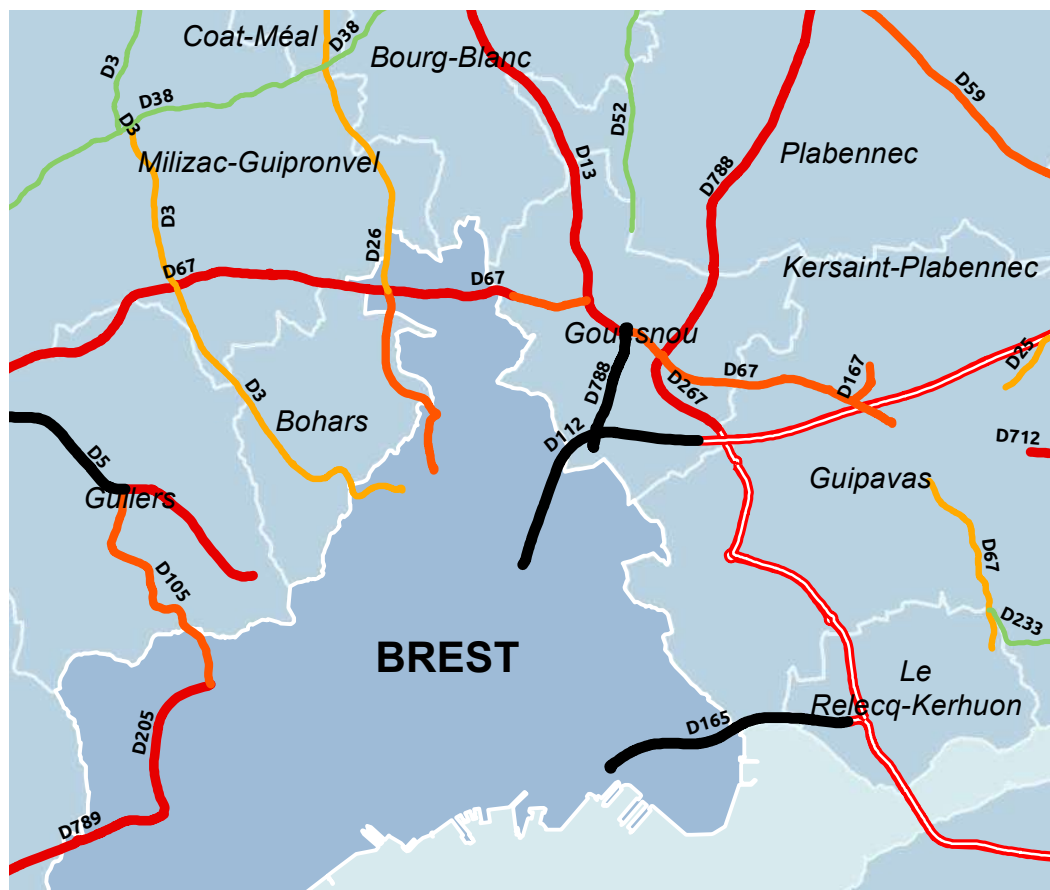 Coat-Méal
D38
D3
Bourg-Blanc
D38
D59
D52
D3
Milizac-Guipronvel
D13
Plabennec
D788
D3
D26
D67
D67
Kersaint-Plabennec
Gouesnou
D25
D788
D267
D67
D167
D3
Bohars
D112
D712
D5
Guilers
Guipavas
D67
D105
D233
BREST
Le
Relecq-Kerhuon
D205
D165
D789